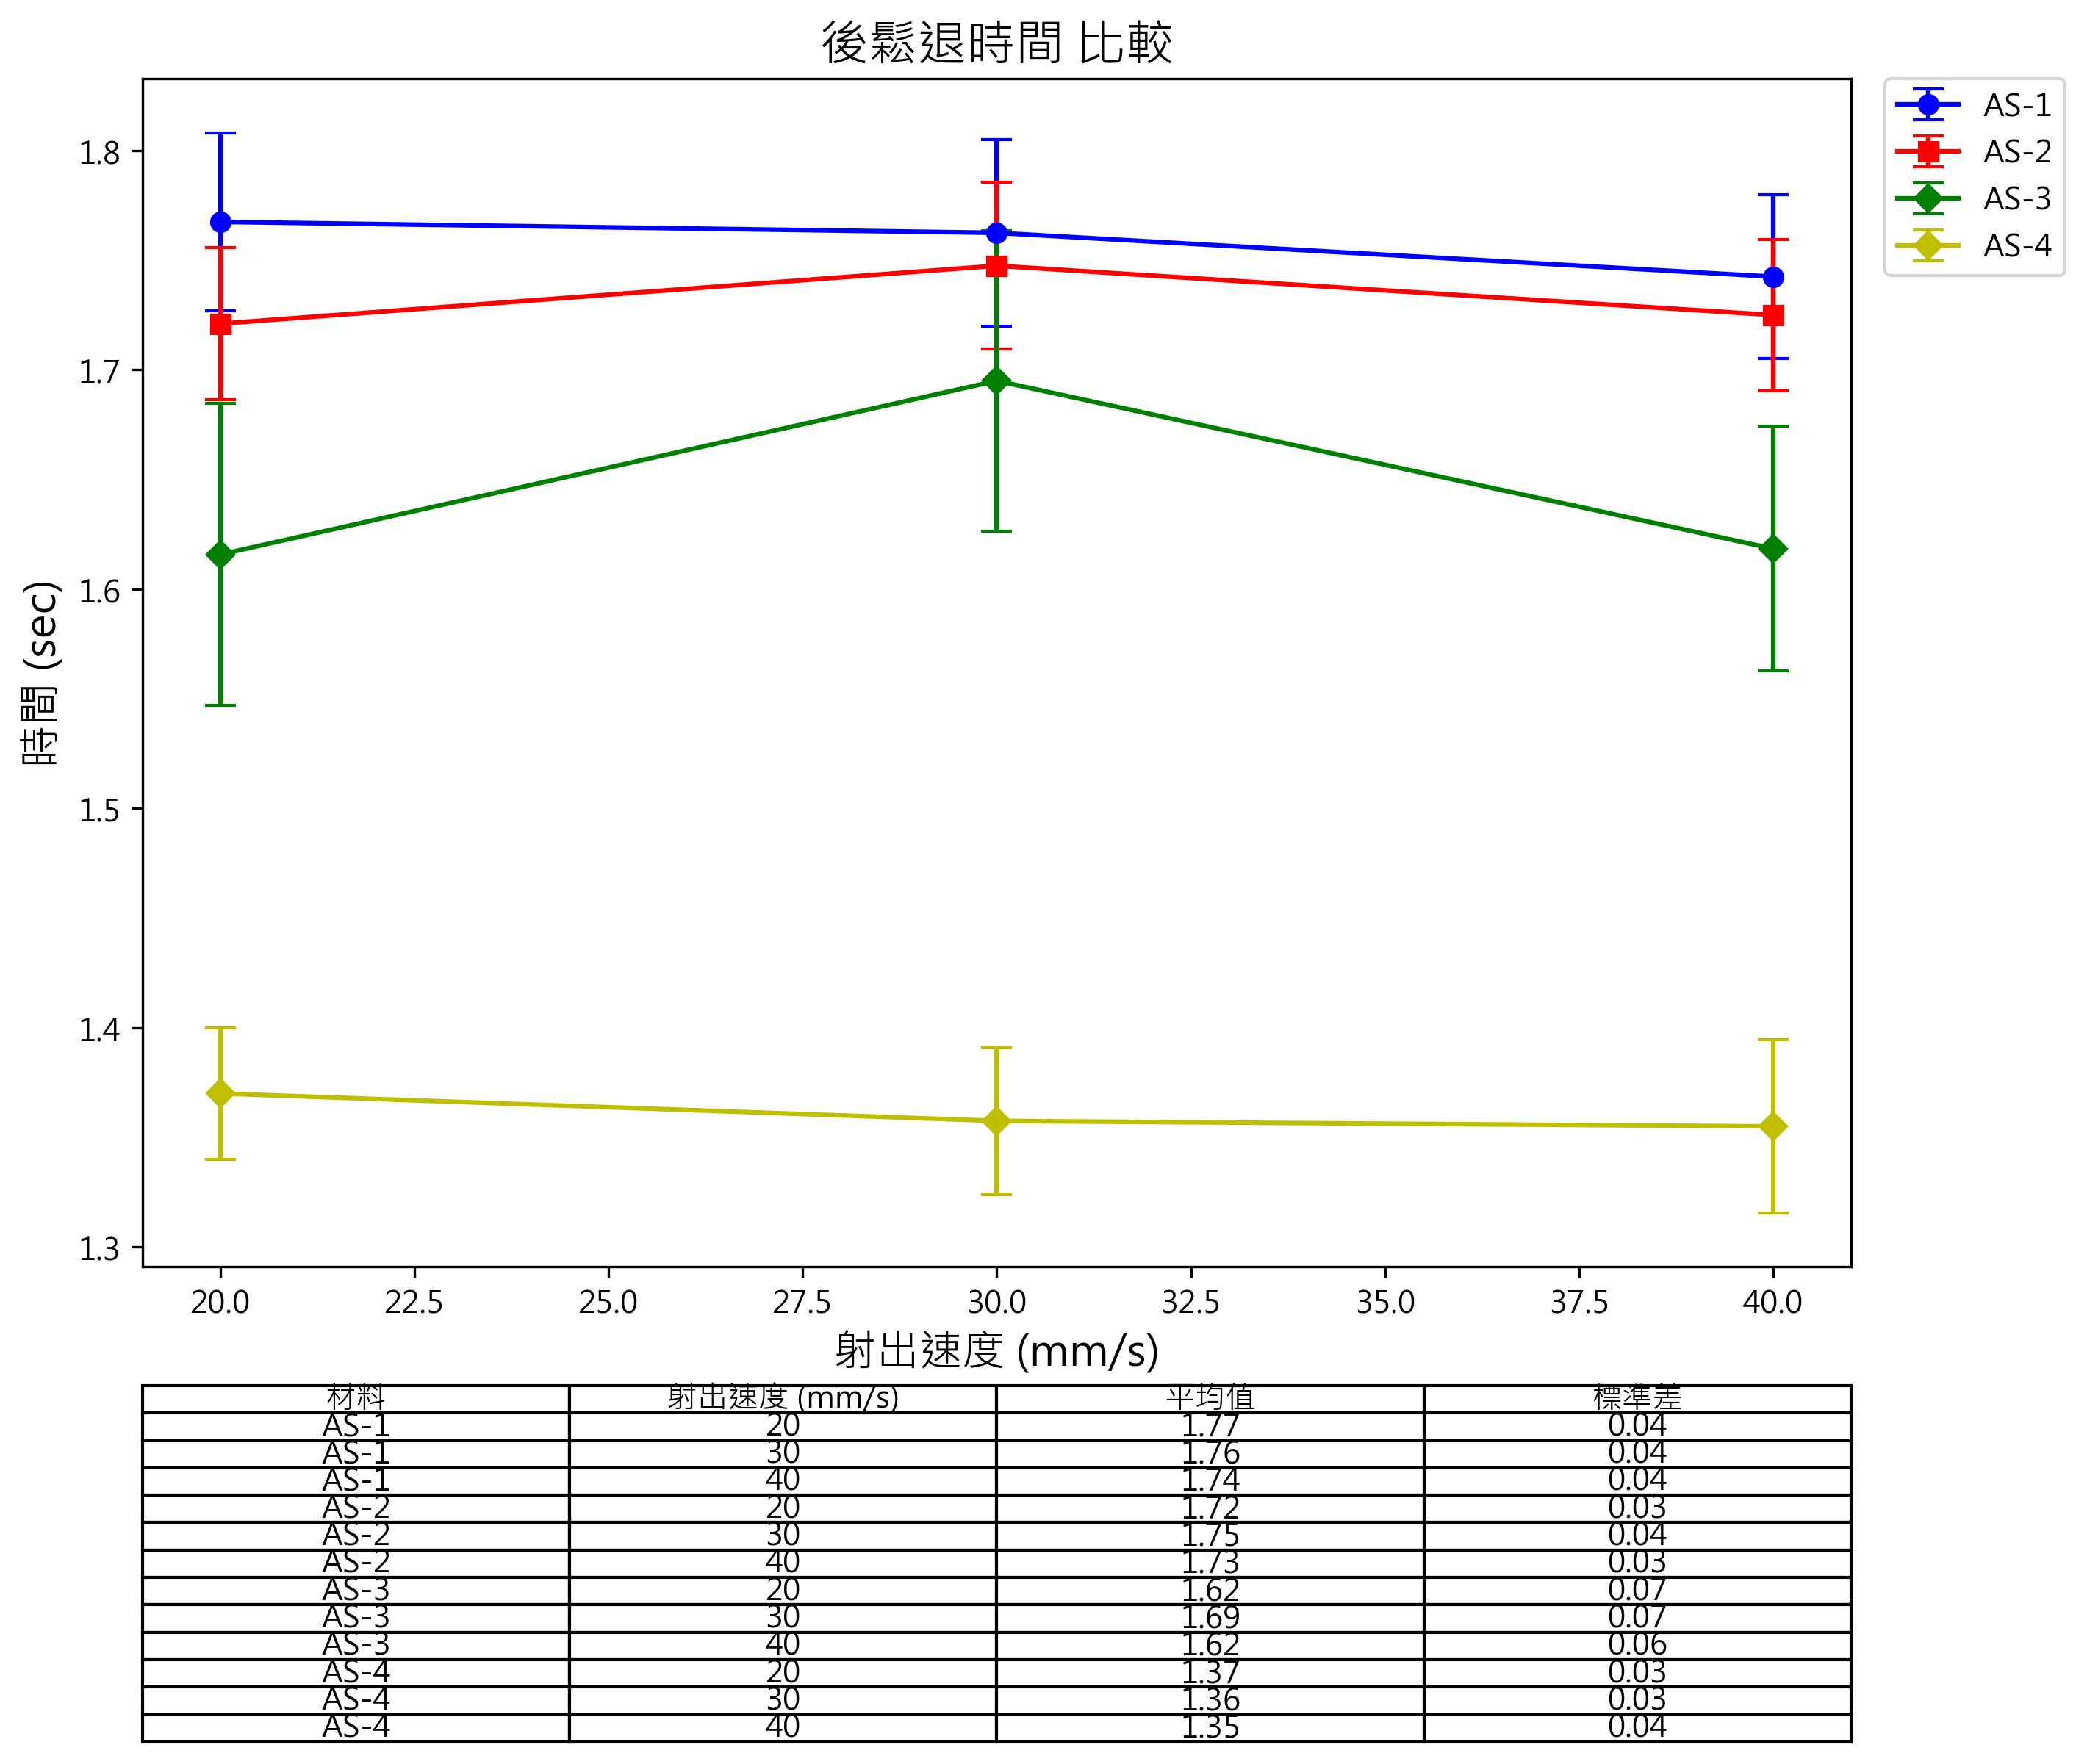 後鬆退時間 比較
AS-1
AS-2
AS-3
AS-4
時間 (sec)
1.8
1.7
1.6
1.5
1.4
1.3
20.0 22.5 25.0 27.5 30.0 32.5 35.0 37.5 40.0
射出速度 (mm/s)
材料 射出速度 (mm/s) 平均值 標準差
AS-1 20 1.77 0.04
AS-1 30 1.76 0.04
AS-1 40 1.74 0.04
AS-2 20 1.72 0.03
AS-2 30 1.75 0.04
AS-2 40 1.73 0.03
AS-3 20 1.62 0.07
AS-3 30 1.69 0.07
AS-3 40 1.62 0.06
AS-4 20 1.37 0.03
AS-4 30 1.36 0.03
AS-4 40 1.35 0.04